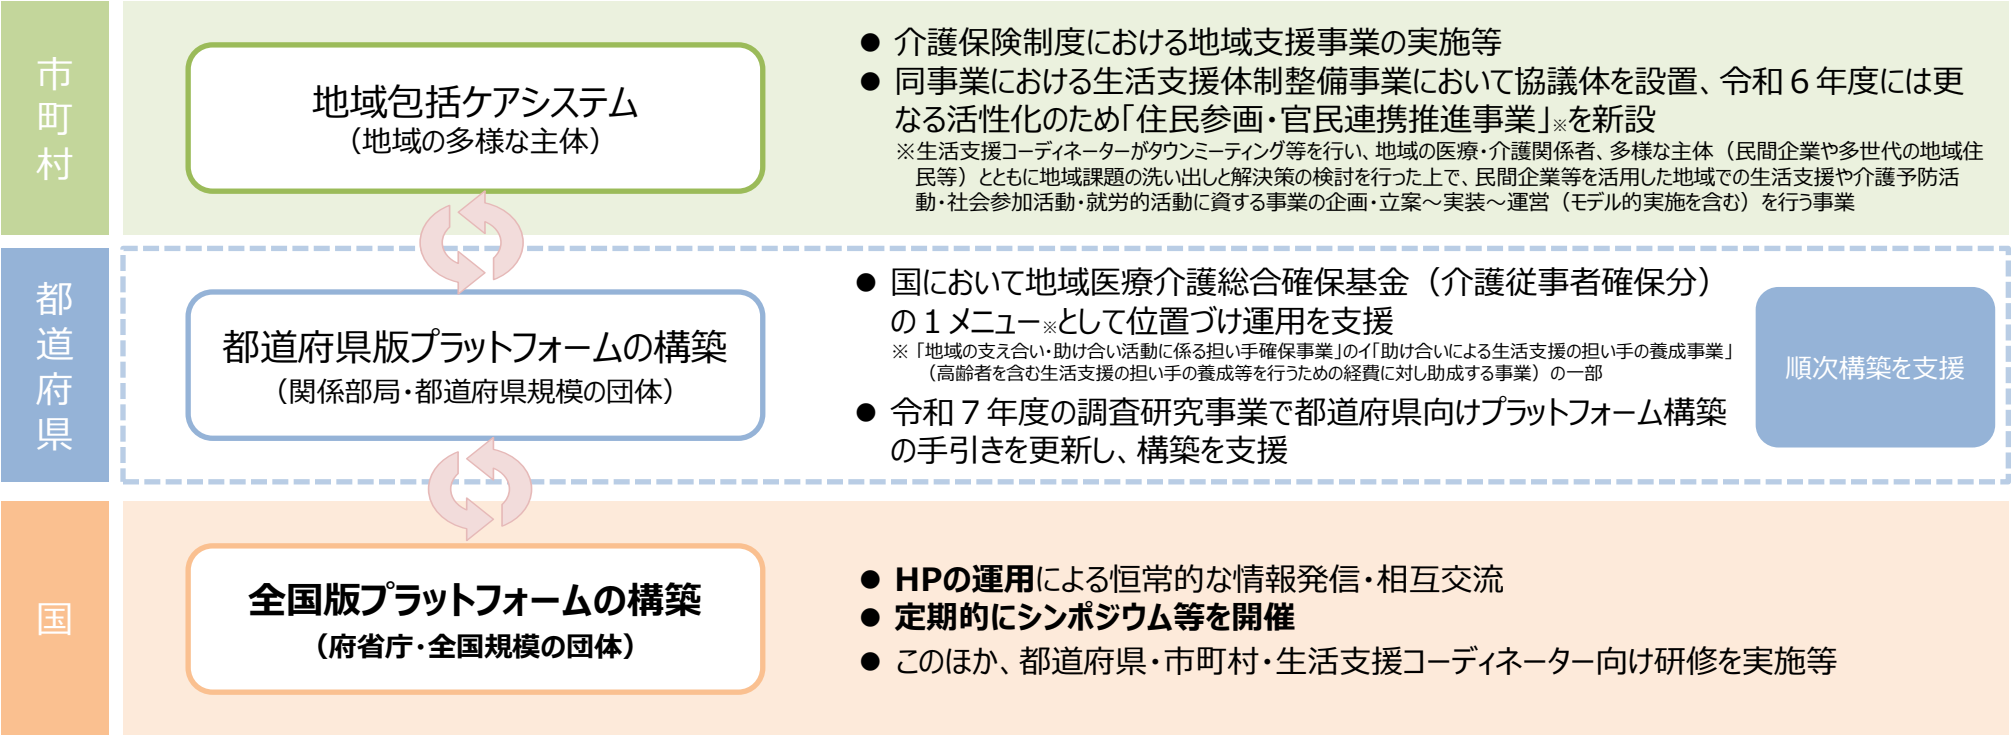 市町村
地域包括ケアシステム
（地域の多様な主体）
● 介護保険制度における地域支援事業の実施等
● 同事業における生活支援体制整備事業において協議体を設置、令和６年度には更
なる活性化のため「住民参画・官民連携推進事業」※を新設
※生活支援コーディネーターがタウンミーティング等を行い、地域の医療・介護関係者、多様な主体（民間企業や多世代の地域住
民等）とともに地域課題の洗い出しと解決策の検討を行った上で、民間企業等を活用した地域での生活支援や介護予防活
動・社会参加活動・就労的活動に資する事業の企画・立案～実装～運営（モデル的実施を含む）を行う事業
都道府県
都道府県版プラットフォームの構築
（関係部局・都道府県規模の団体）
● 国において地域医療介護総合確保基金（介護従事者確保分）
の１メニュー※として位置づけ運用を支援
※「地域の支え合い・助け合い活動に係る担い手確保事業」のイ「助け合いによる生活支援の担い手の養成事業」
（高齢者を含む生活支援の担い手の養成等を行うための経費に対し助成する事業）の一部
● 令和７年度の調査研究事業で都道府県向けプラットフォーム構築
の手引きを更新し、構築を支援
順次構築を支援
国
全国版プラットフォームの構築
（府省庁・全国規模の団体）
● HPの運用による恒常的な情報発信・相互交流
● 定期的にシンポジウム等を開催
● このほか、都道府県・市町村・生活支援コーディネーター向け研修を実施等